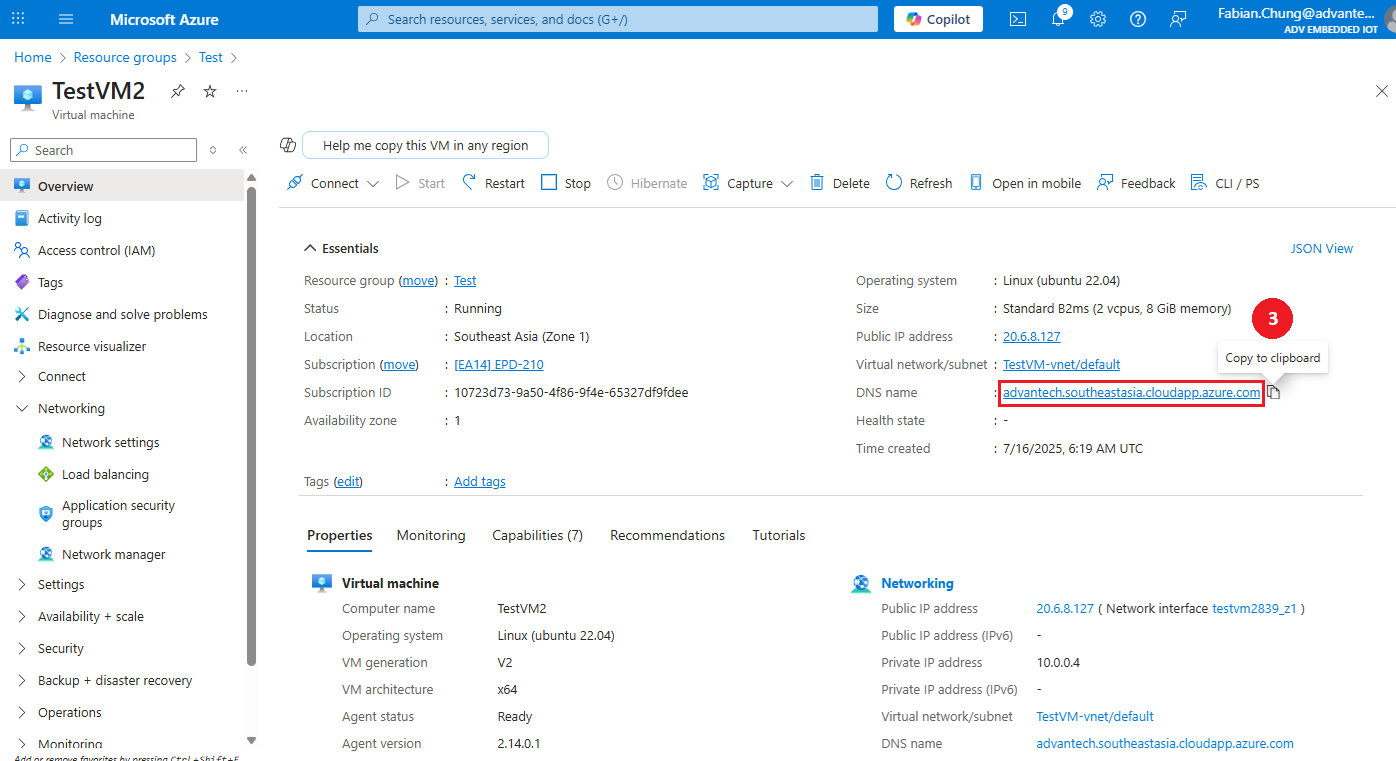 Microsoft Azure
Search resources, services, and docs (G+/)
Copilot
9
Fabian.Chung@advante...
ADV EMBEDDED IOT
Home > Resource groups > Test >
TestVM2
Virtual machine
Search
Help me copy this VM in any region
Connect Start Restart Stop Hibernate Capture Delete Refresh Open in mobile Feedback CLI / PS
Overview
Activity log
Access control (IAM)
Tags
Diagnose and solve problems
Resource visualizer
Connect
Networking
Network settings
Load balancing
Application security
groups
Network manager
Settings
Availability + scale
Security
Backup + disaster recovery
Operations
Monitoring
Add or remove favorites by pressing Ctrl+Shift+F
Essentials
JSON View
Resource group (move) : Test
Status : Running
Location : Southeast Asia (Zone 1)
Subscription (move) : [EA14] EPD-210
Subscription ID : 10723d73-9a50-4f86-9f4e-65327df9fdee
Availability zone : 1
Operating system : Linux (ubuntu 22.04)
Size : Standard B2ms (2 vcpus, 8 GiB memory)
Public IP address : 20.6.8.127
Virtual network/subnet : TestVM-vnet/default
DNS name : advantech.southeastasia.cloudapp.azure.com
Health state : -
Time created : 7/16/2025, 6:19 AM UTC
3
Copy to clipboard
Tags (edit) : Add tags
Properties Monitoring Capabilities (7) Recommendations Tutorials
Virtual machine
Computer name TestVM2
Operating system Linux (ubuntu 22.04)
VM generation V2
VM architecture x64
Agent status Ready
Agent version 2.14.0.1
Networking
Public IP address 20.6.8.127 ( Network interface testvm2839_z1 )
Public IP address (IPv6) -
Private IP address 10.0.0.4
Private IP address (IPv6) -
Virtual network/subnet TestVM-vnet/default
DNS name advantech.southeastasia.cloudapp.azure.com